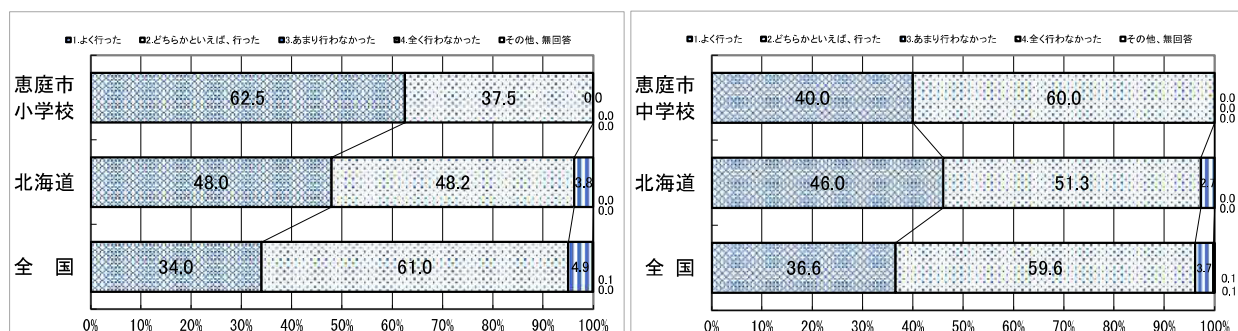 1.よく行った 2.どちらかといえば、行った 3.あまり行わなかった 4.全く行わなかった その他、無回答
恵庭市
小学校
62.5 37.5 0.0
0.0
0.0
北海道
48.0 48.2 3.8
0.0
0.0
全 国
34.0 61.0 4.9
0.1
0.0
0% 10% 20% 30% 40% 50% 60% 70% 80% 90% 100%
1.よく行った 2.どちらかといえば、行った 3.あまり行わなかった 4.全く行わなかった その他、無回答
恵庭市
中学校
40.0 60.0
0.0
0.0
0.0
北海道
46.0 51.3 2.7
0.0
0.0
全 国
36.6 59.6 3.7
0.1
0.1
0% 10% 20% 30% 40% 50% 60% 70% 80% 90% 100%